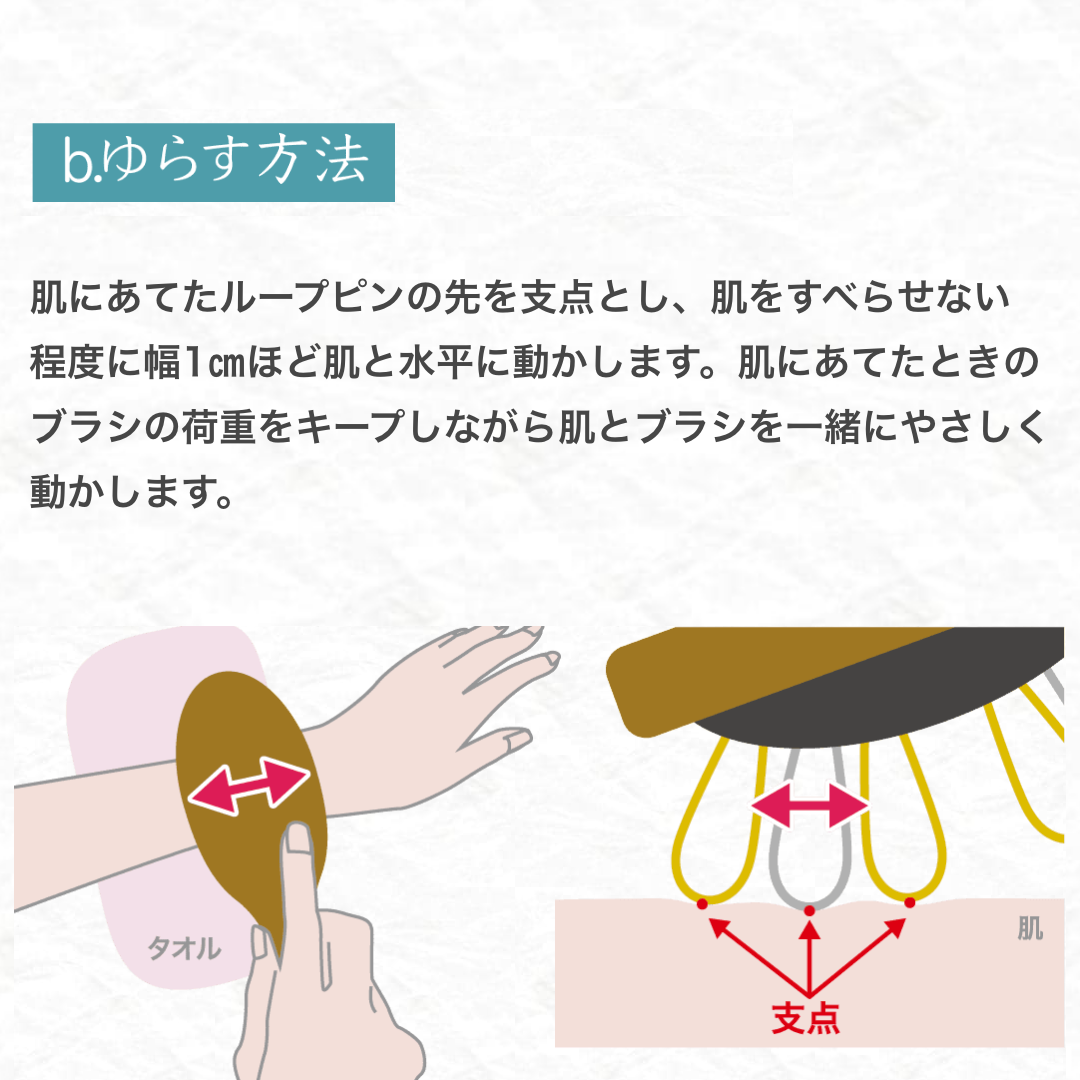 b.ゆらす方法
肌にあてたループピンの先を支点とし、肌をすべらせない
程度に幅1㎝ほど肌と水平に動かします。肌にあてたときの
ブラシの荷重をキープしながら肌とブラシを一緒にやさしく
動かします。
タオル
肌
支点